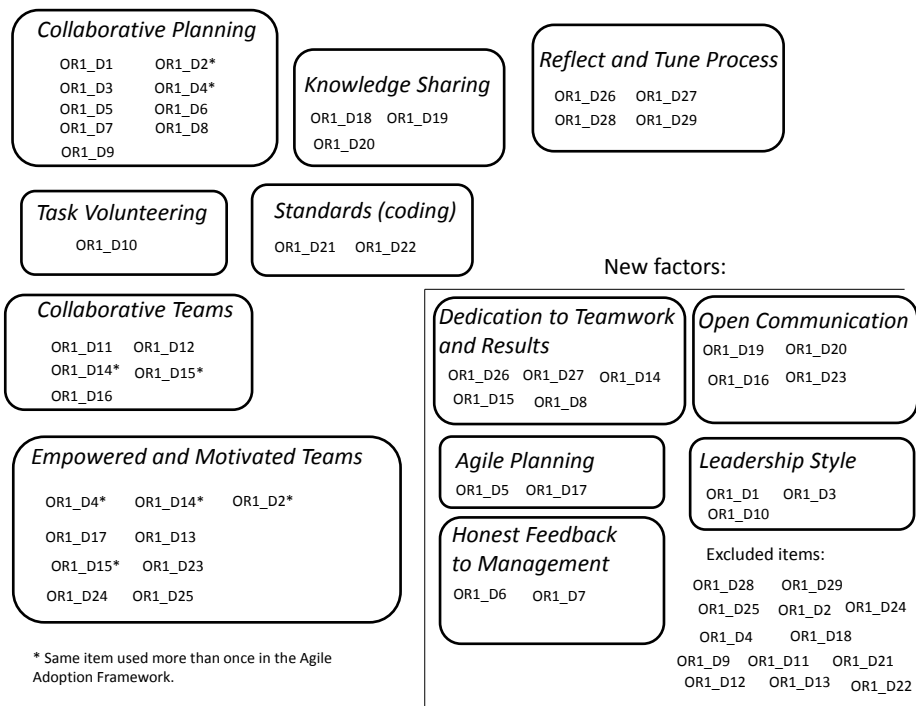 Collaborative Planning
OR1_D1 OR1_D2*
OR1_D3 OR1_D4*
OR1_D5 OR1_D6
OR1_D7 OR1_D8
OR1_D9
Knowledge Sharing
OR1_D18 OR1_D19
OR1_D20
Reflect and Tune Process
OR1_D26 OR1_D27
OR1_D28 OR1_D29
Task Volunteering
OR1_D10
Standards (coding)
OR1_D21 OR1_D22
Collaborative Teams
OR1_D11 OR1_D12
OR1_D14* OR1_D15*
OR1_D16
Empowered and Motivated Teams
OR1_D4* OR1_D14* OR1_D2*
OR1_D17 OR1_D13
OR1_D15* OR1_D23
OR1_D24 OR1_D25
* Same item used more than once in the Agile
Adoption Framework.
New factors:
Dedication to Teamwork
and Results
OR1_D26 OR1_D27 OR1_D14
OR1_D15 OR1_D8
Open Communication
OR1_D19 OR1_D20
OR1_D16 OR1_D23
Agile Planning
OR1_D5 OR1_D17
Leadership Style
OR1_D1 OR1_D3
OR1_D10
Honest Feedback
to Management
OR1_D6 OR1_D7
Excluded items:
OR1_D28 OR1_D29
OR1_D25 OR1_D2 OR1_D24
OR1_D4 OR1_D18
OR1_D9 OR1_D11 OR1_D21
OR1_D12 OR1_D13 OR1_D22